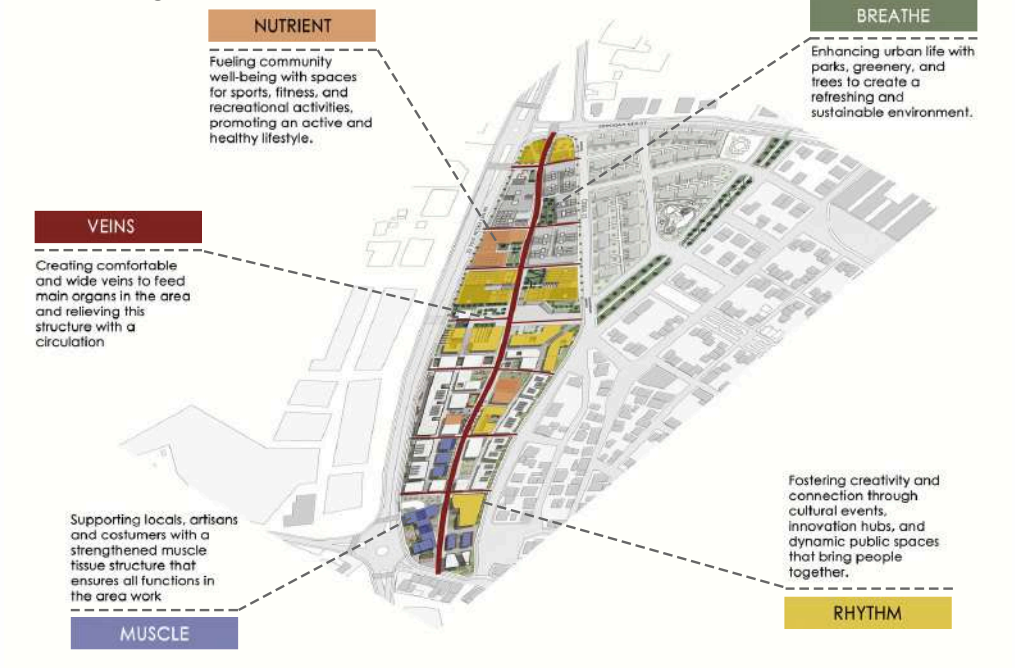 NUTRIENT
Fueling community
well-being with spaces
for sports, fitness, and
recreational activities,
promoting an active and
healthy lifestyle.
BREATHE
Enhancing urban life with
parks, greenery, and
trees to create a
refreshing and
sustainable environment.
VEINS
Creating comfortable
and wide veins to feed
main organs in the area
and relieving this
structure with a
circulation
Supporting locals, artisans
and costumers with a
strengthened muscle
tissue structure that
ensures all functions in
the area work
MUSCLE
Fostering creativity and
connection through
cultural events,
innovation hubs, and
dynamic public spaces
that bring people
together.
RHYTHM